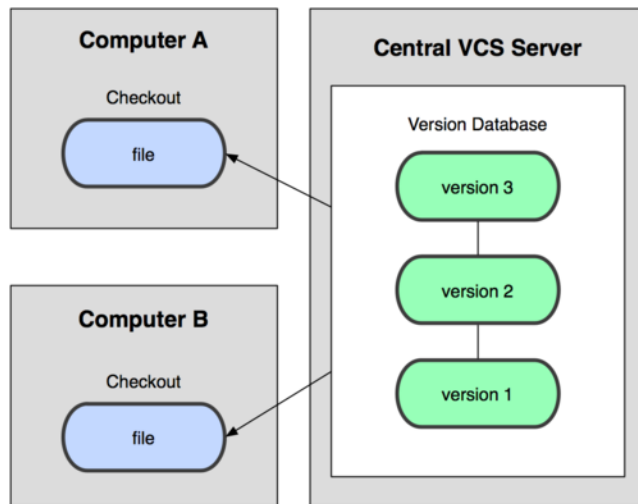 Computer A
Checkout
file
Computer B
Checkout
file
Central VCS Server
Version Database
version 3
version 2
version 1